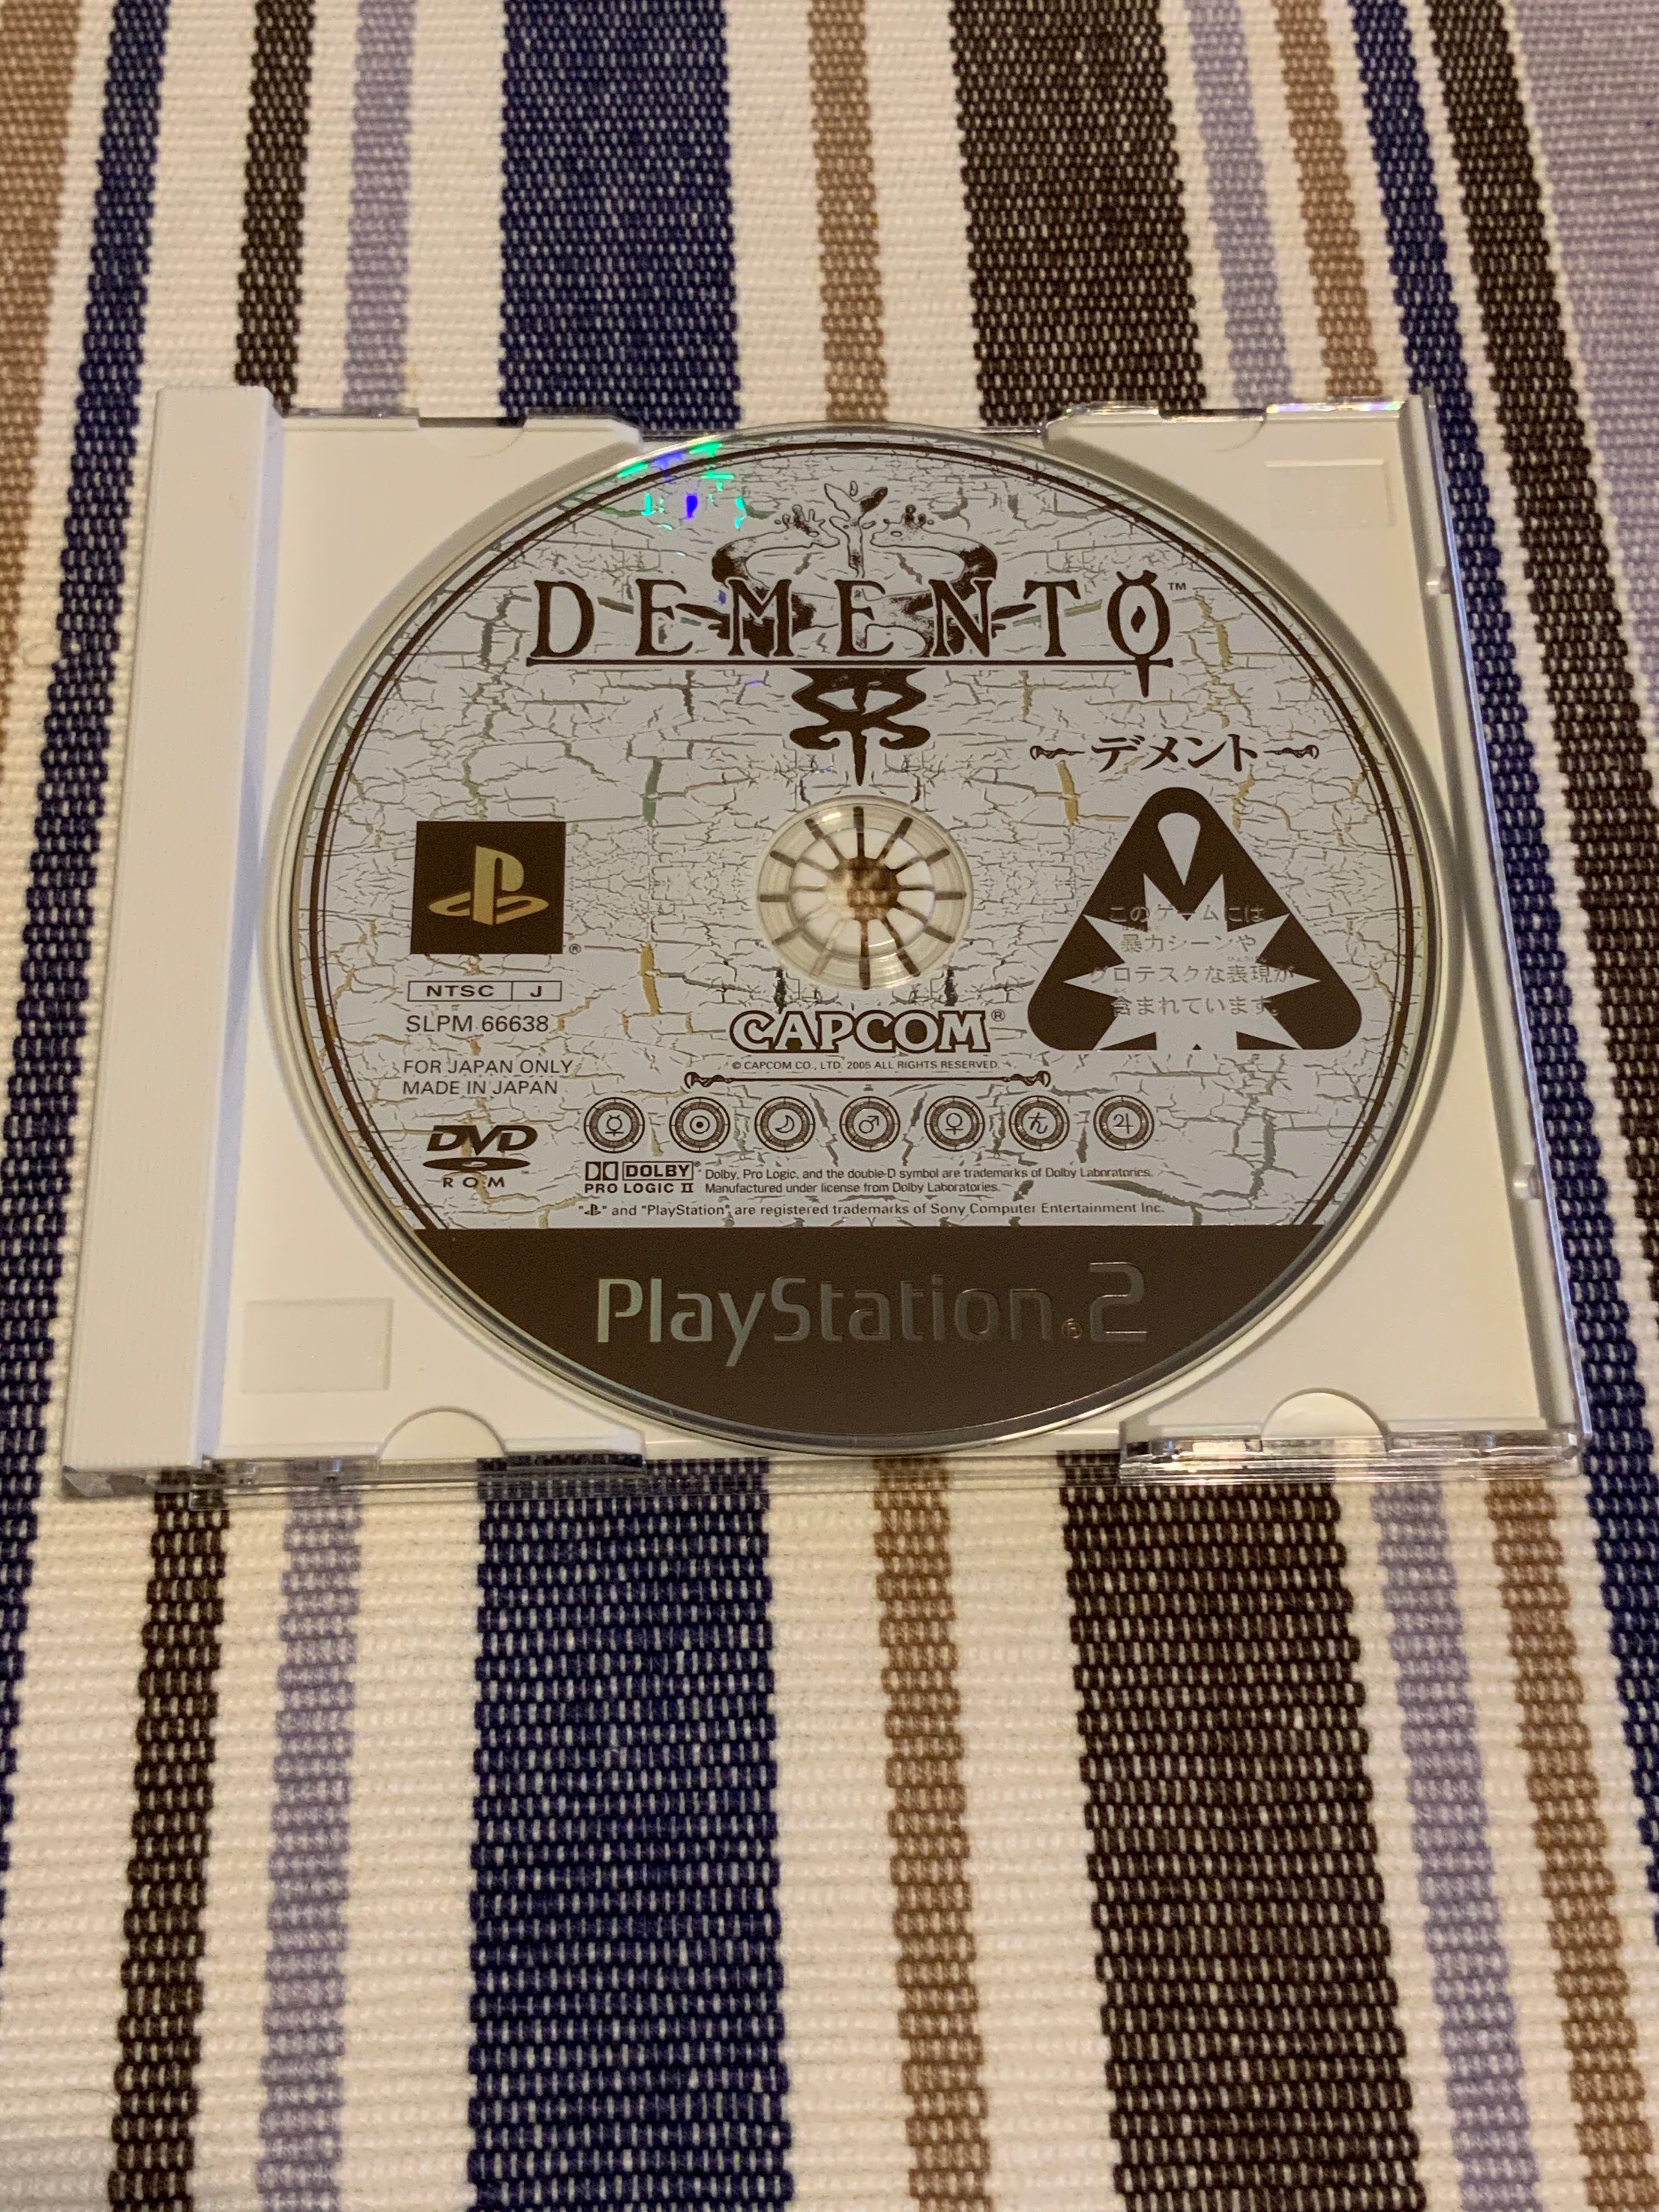 DEMENTO™
デメント
このゲームには
暴力シーンや
グロテスクな表現が
含まれています。
NTSC J
SLPM 66638
FOR JAPAN ONLY
MADE IN JAPAN
CAPCOM®
© CAPCOM CO., LTD. 2005 ALL RIGHTS RESERVED.
DVD
ROM
DOLBY®
PRO LOGIC II
Dolby, Pro Logic, and the double-D symbol are trademarks of Dolby Laboratories.
Manufactured under license from Dolby Laboratories.
" " and "PlayStation" are registered trademarks of Sony Computer Entertainment Inc.
PlayStation®2